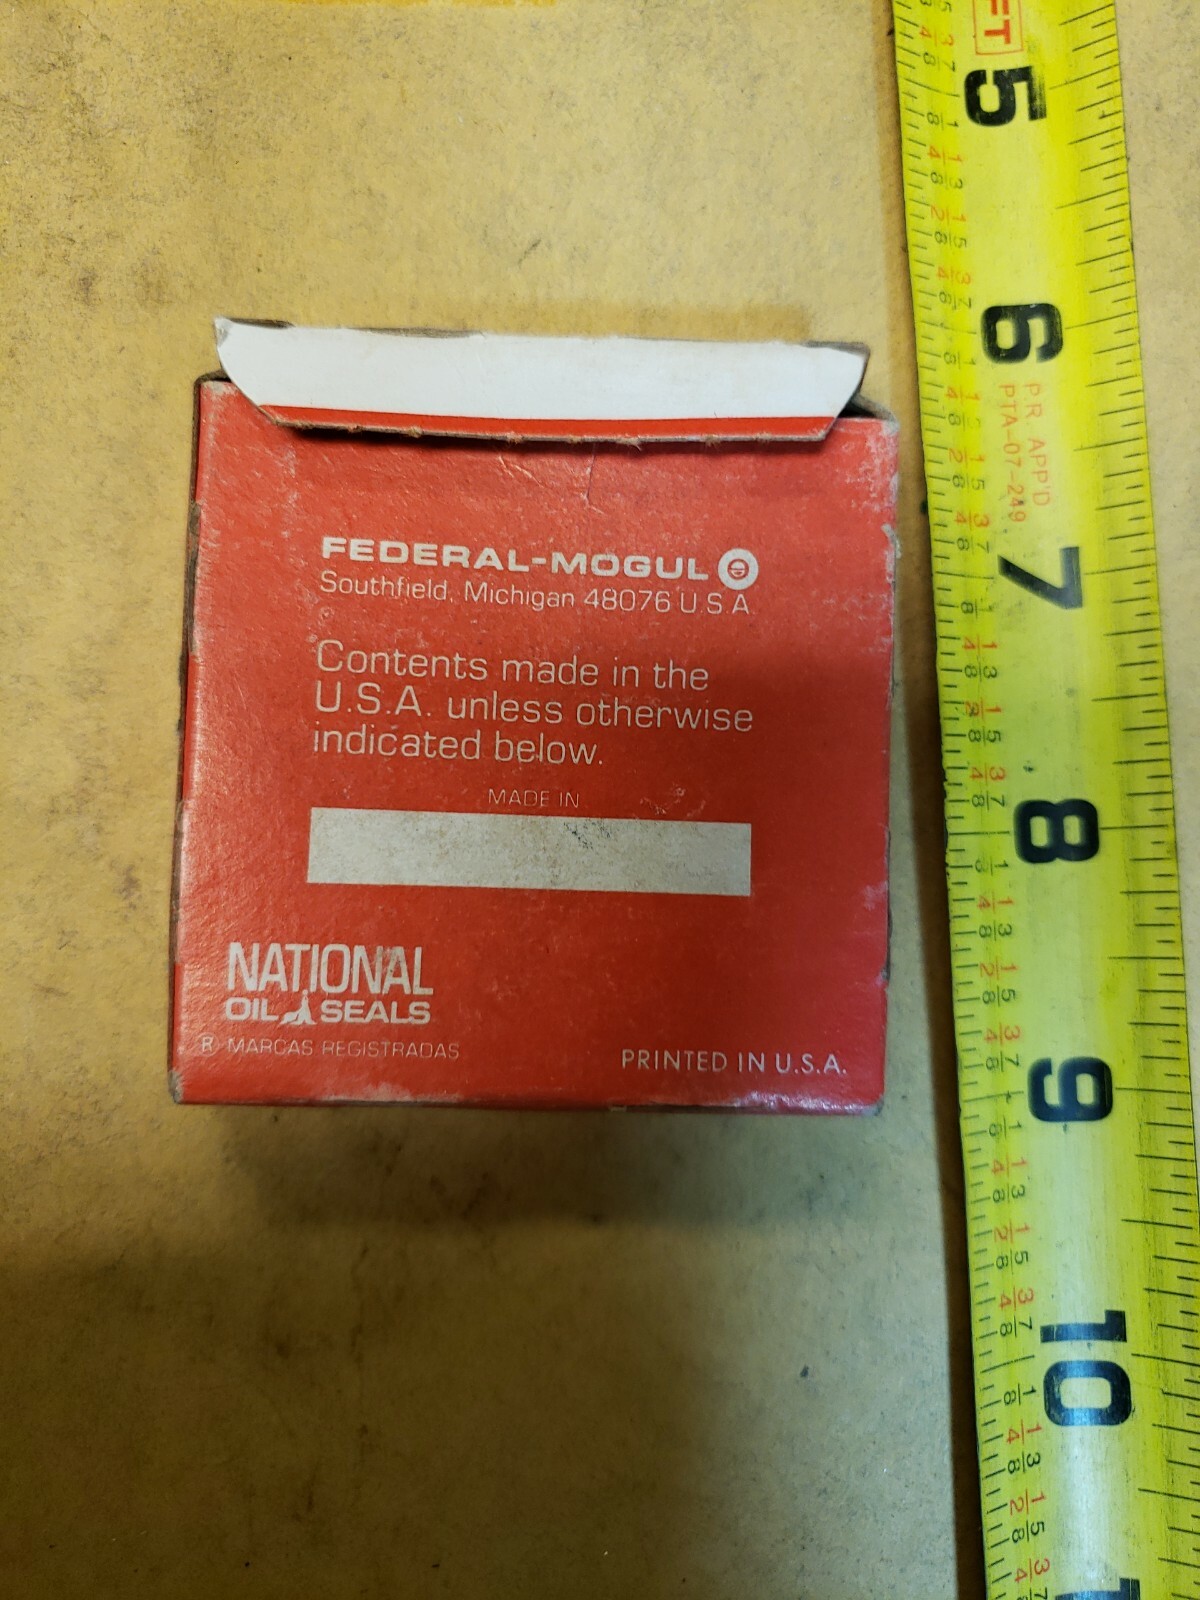 FEDERAL-MOGUL
Southfield, Michigan 48076 U.S.A.
®
Contents made in the
U.S.A. unless otherwise
indicated below.
MADE IN
NATIONAL
OIL SEALS
® MARCAS REGISTRADAS
PRINTED IN U.S.A.
FT
5
6
P.R. APP'D
PTA-07-249
7
8
9
10